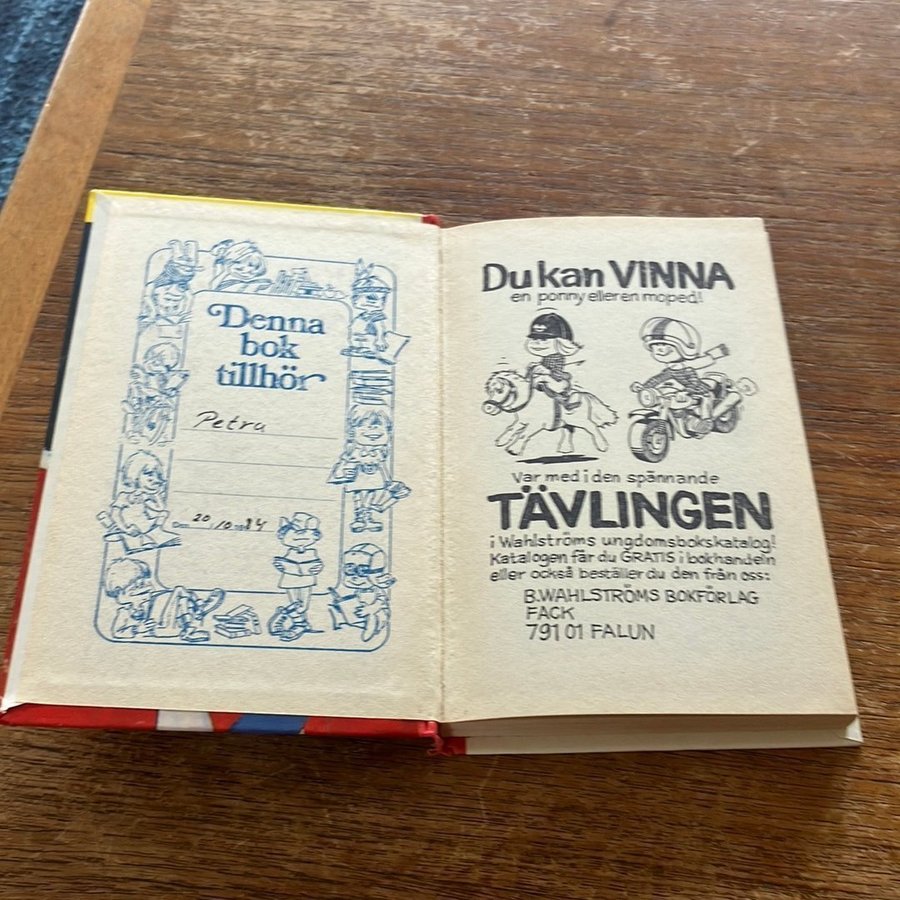 Denna
bok
tillhör
Petra
Den 20/10 1984
Du kan VINNA
en ponny eller en moped!
Var med i den spännande
TÄVLINGEN
i Wahlströms ungdomsbokskatalog!
Katalogen får du GRATIS i bokhandeln
eller också beställer du den från oss:
B.WAHLSTRÖMS BOKFÖRLAG
FACK
791 01 FALUN